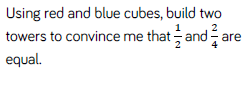 Using red and blue cubes, build two
towers to convince me that 1/2 and 2/4 are
equal.